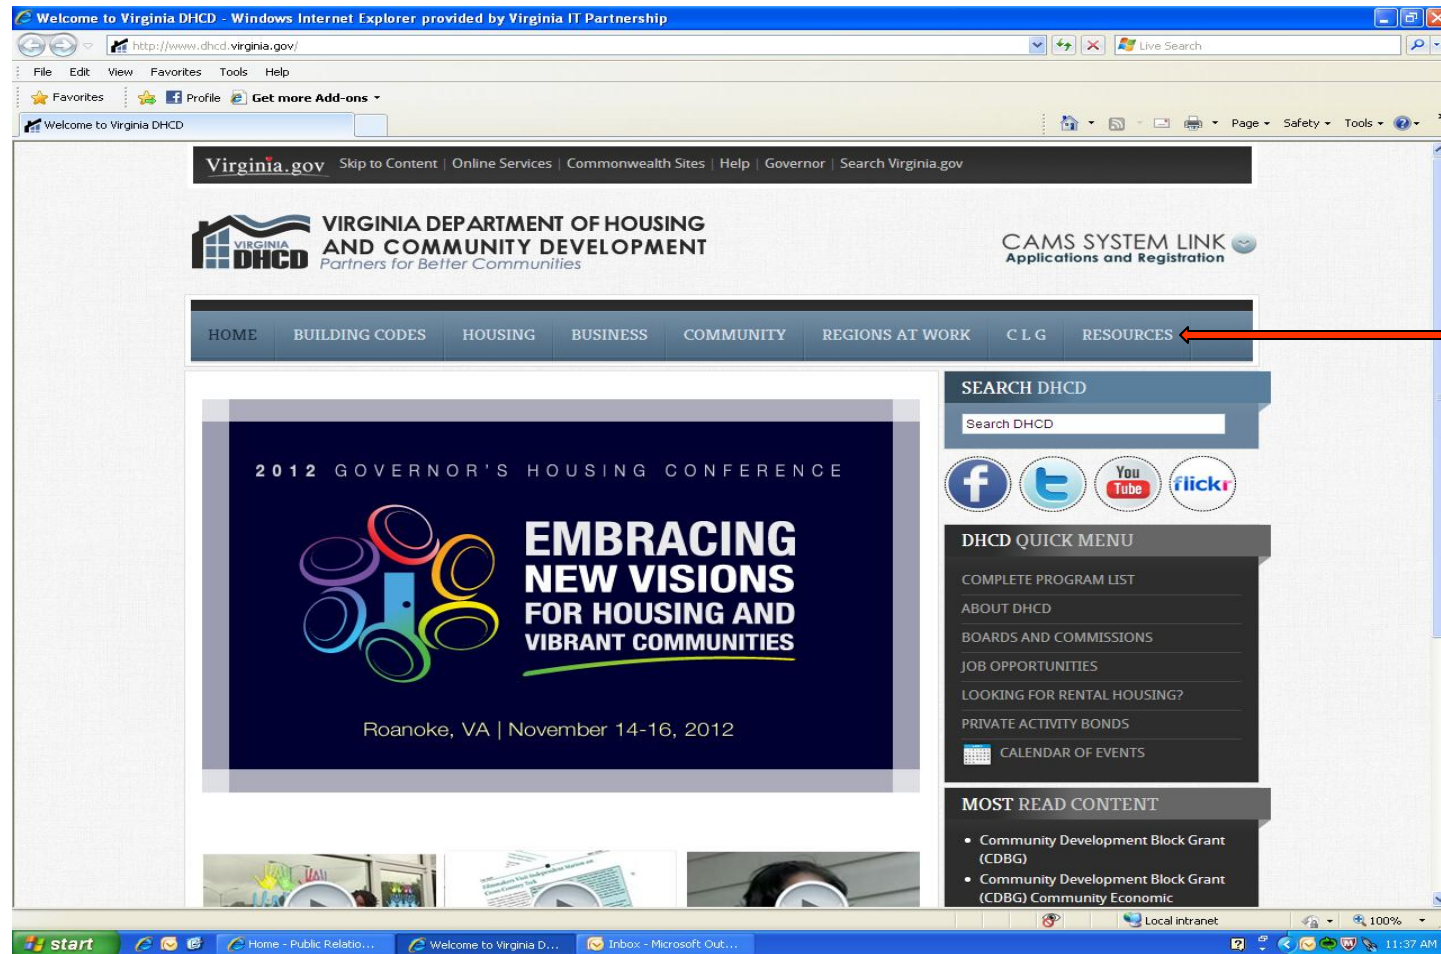 Welcome to Virginia DHCD - Windows Internet Explorer provided by Virginia IT Partnership
http://www.dhcd.virginia.gov/
Live Search
File Edit View Favorites Tools Help
Favorites Profile Get more Add-ons
Welcome to Virginia DHCD
Page Safety Tools
Virginia.gov Skip to Content | Online Services | Commonwealth Sites | Help | Governor | Search Virginia.gov
VIRGINIA DHCD
VIRGINIA DEPARTMENT OF HOUSING
AND COMMUNITY DEVELOPMENT
Partners for Better Communities
CAMS SYSTEM LINK
Applications and Registration
HOME BUILDING CODES HOUSING BUSINESS COMMUNITY REGIONS AT WORK C L G RESOURCES
SEARCH DHCD
Search DHCD
You Tube
flickr
2012 GOVERNOR'S HOUSING CONFERENCE
EMBRACING
NEW VISIONS
FOR HOUSING AND
VIBRANT COMMUNITIES
Roanoke, VA | November 14-16, 2012
DHCD QUICK MENU
COMPLETE PROGRAM LIST
ABOUT DHCD
BOARDS AND COMMISSIONS
JOB OPPORTUNITIES
LOOKING FOR RENTAL HOUSING?
PRIVATE ACTIVITY BONDS
CALENDAR OF EVENTS
MOST READ CONTENT
Community Development Block Grant
(CDBG)
Community Development Block Grant
(CDBG) Community Economic
Local intranet
100%
start
Home - Public Relatio...
Welcome to Virginia D...
Inbox - Microsoft Out...
11:37 AM